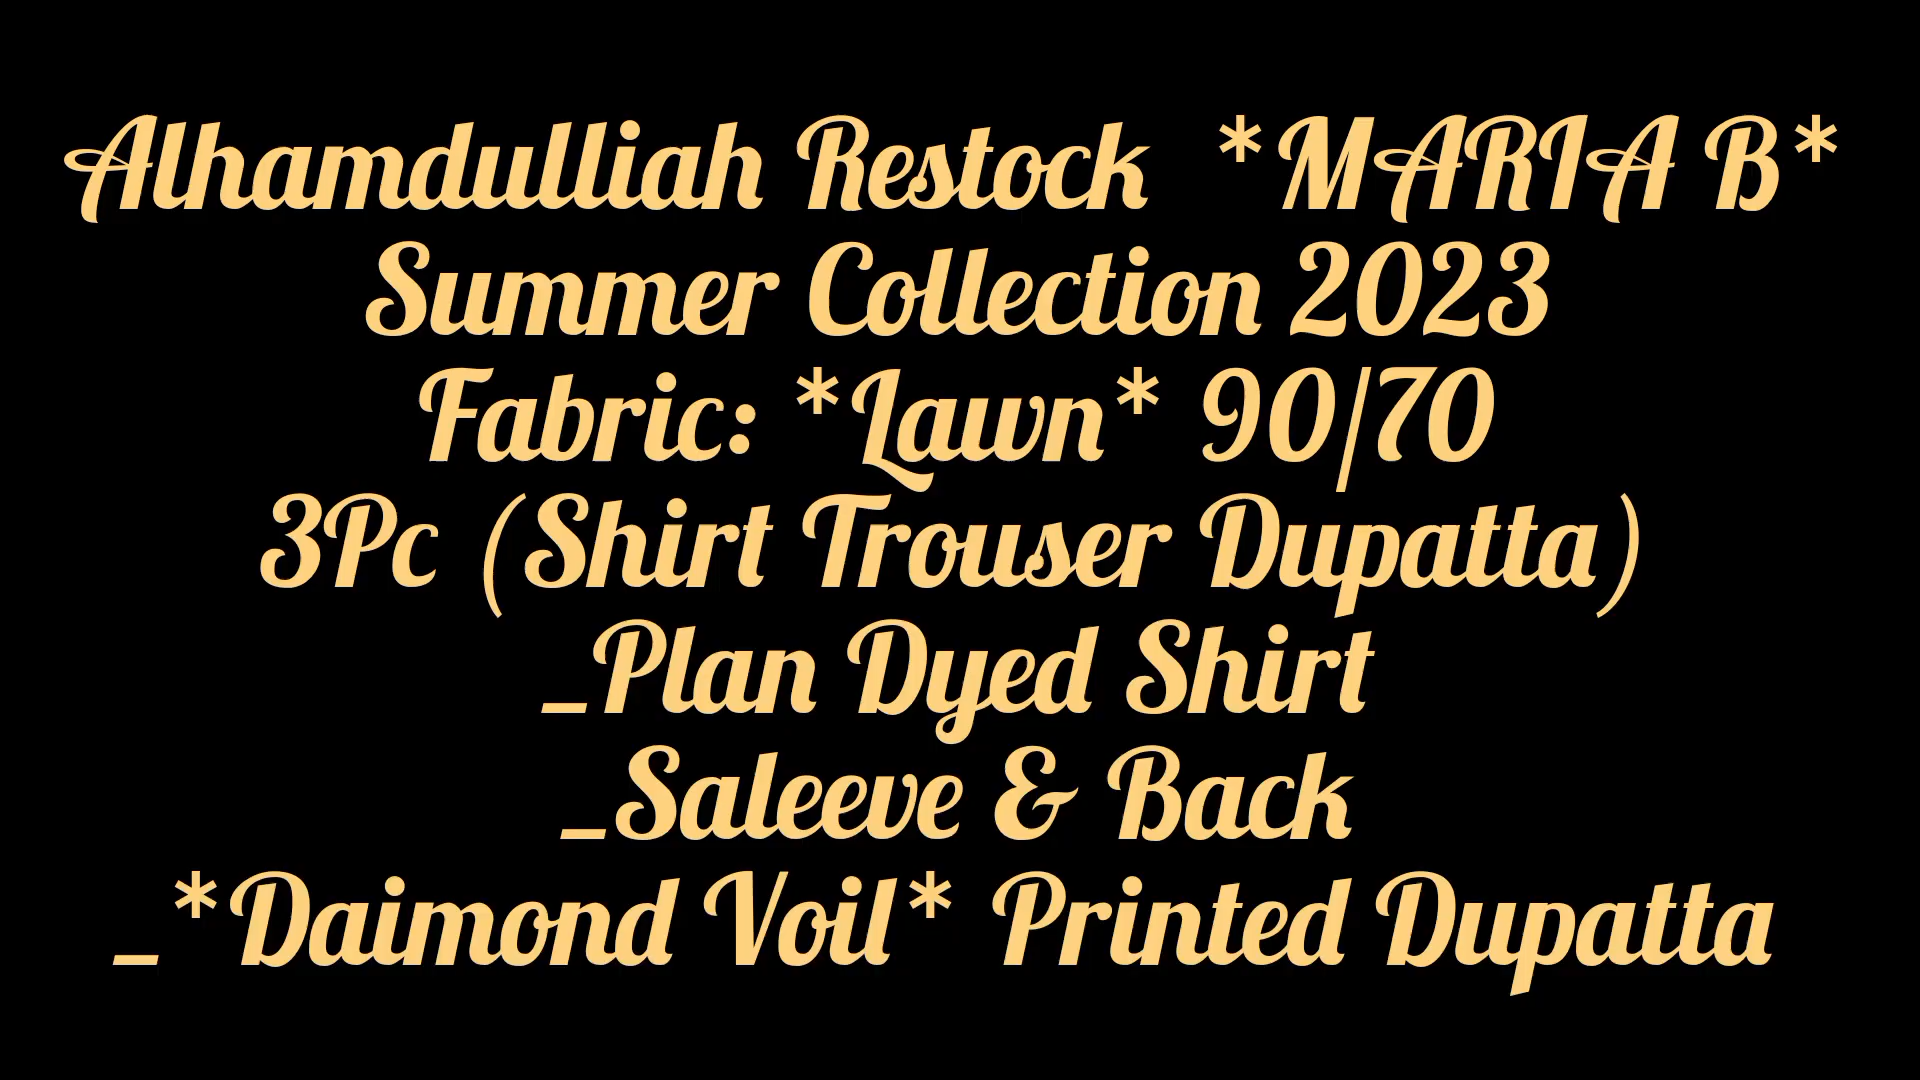 Alhamdulliah Restock *MARIA B*
Summer Collection 2023
Fabric: *Lawn* 90/70
3Pc (Shirt Trouser Dupatta)
_Plan Dyed Shirt
_Saleeve & Back
_*Daimond Voil* Printed Dupatta